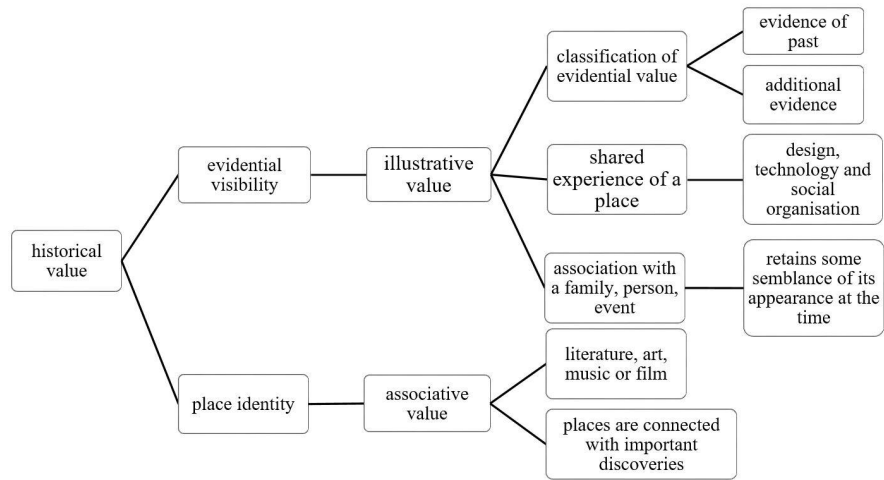 historical
value
evidential
visibility
place identity
illustrative
value
associative
value
classification of
evidential value
shared
experience of a
place
association with
a family, person,
event
literature, art,
music or film
places are connected
with important
discoveries
evidence of
past
additional
evidence
design,
technology and
social
organisation
retains some
semblance of its
appearance at the
time